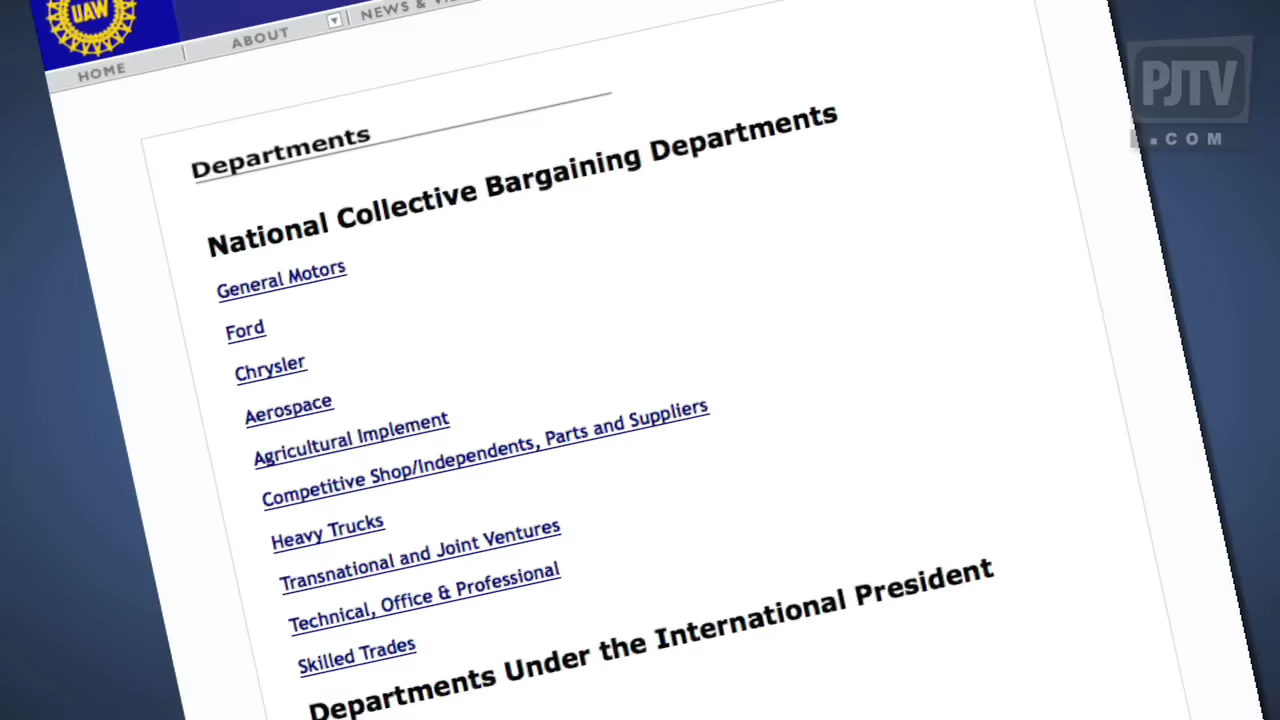 UAW
HOME
ABOUT
NEWS &
Departments
National Collective Bargaining Departments
General Motors
Ford
Chrysler
Aerospace
Agricultural Implement
Competitive Shop/Independents, Parts and Suppliers
Heavy Trucks
Transnational and Joint Ventures
Technical, Office & Professional
Skilled Trades
Departments Under the International President
PJTV
.COM